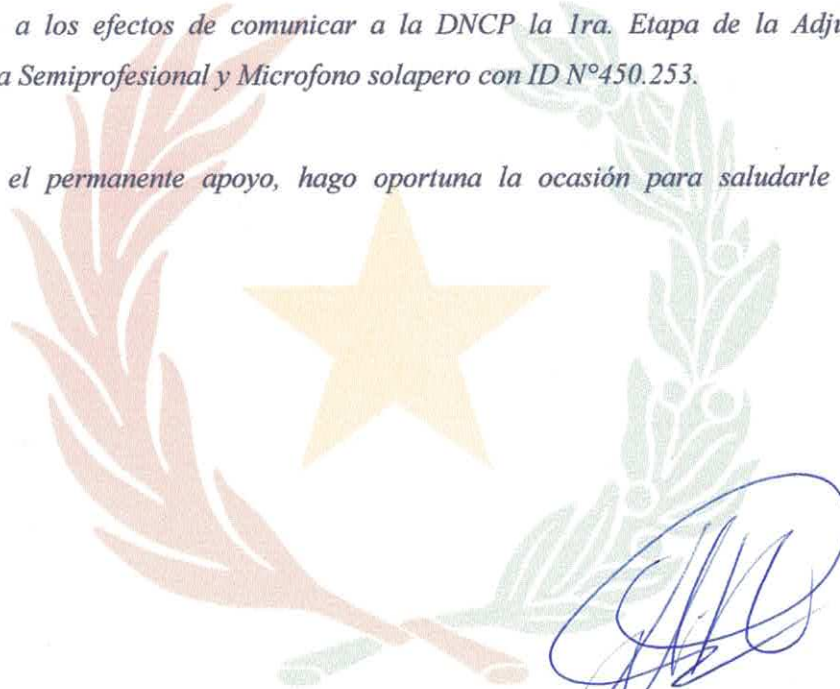 a los efectos de comunicar a la DNCP la 1ra. Etapa de la Adju
a Semiprofesional y Microfono solapero con ID N°450.253.
el permanente apoyo, hago oportuna la ocasión para saludarle